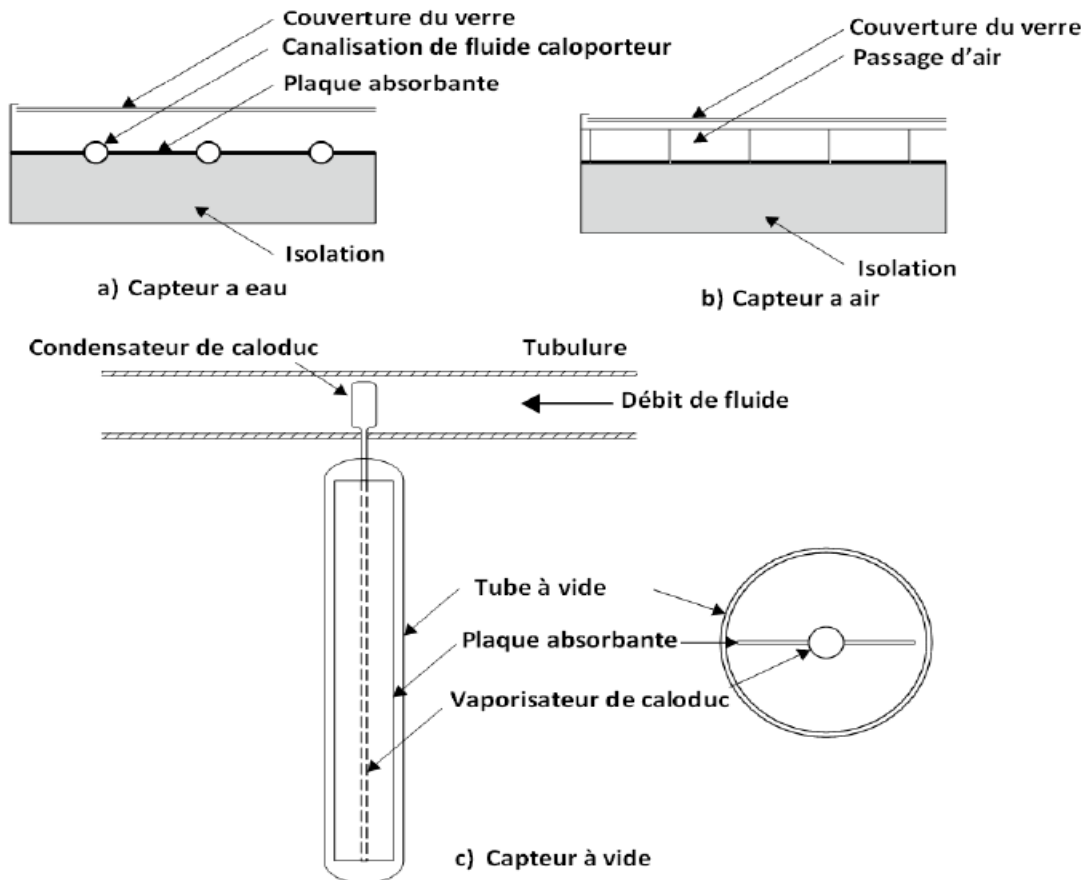 Couverture du verre
Canalisation de fluide caloporteur
Plaque absorbante
Isolation
a) Capteur a eau
Couverture du verre
Passage d'air
Isolation
b) Capteur a air
Condensateur de caloduc
Tubulure
Débit de fluide
Tube à vide
Plaque absorbante
Vaporisateur de caloduc
c) Capteur à vide